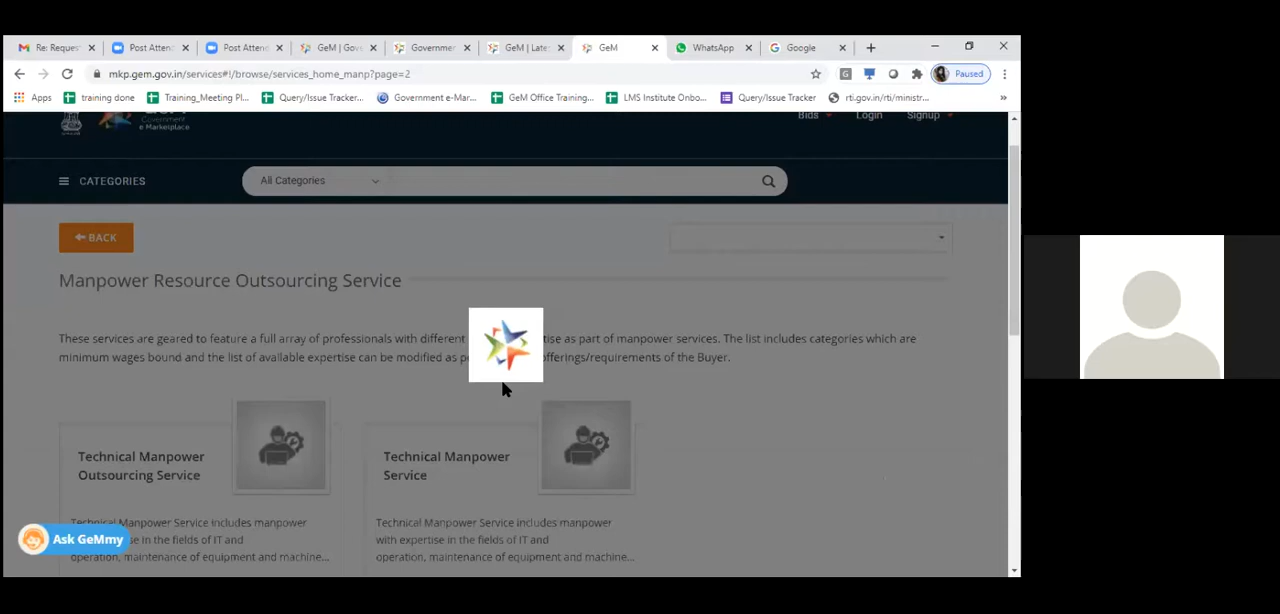 Re: Reques
Post Atten
Post Atten
GeM | Gov
Governmer
GeM | Late
GeM
WhatsApp
Google
mkp.gem.gov.in/services#!/browse/services_home_manp?page=2
Paused
Apps
training done
Training_Meeting Pl...
Query/Issue Tracker...
Government e-Mar...
GeM Office Training...
LMS Institute Onbo...
Query/Issue Tracker
rti.gov.in/rti/ministr...
»
Government
e Marketplace
Bids
Login
Signup
CATEGORIES
All Categories
BACK
Manpower Resource Outsourcing Service
These services are geared to feature a full array of professionals with different tise as part of manpower services. The list includes categories which are
minimum wages bound and the list of available expertise can be modified as pe offerings/requirements of the Buyer.
Technical Manpower
Outsourcing Service
Technical Manpower Service includes manpower
se in the fields of IT and
operation, maintenance of equipment and machine...
Technical Manpower
Service
Technical Manpower Service includes manpower
with expertise in the fields of IT and
operation, maintenance of equipment and machine...
Ask GeMmy